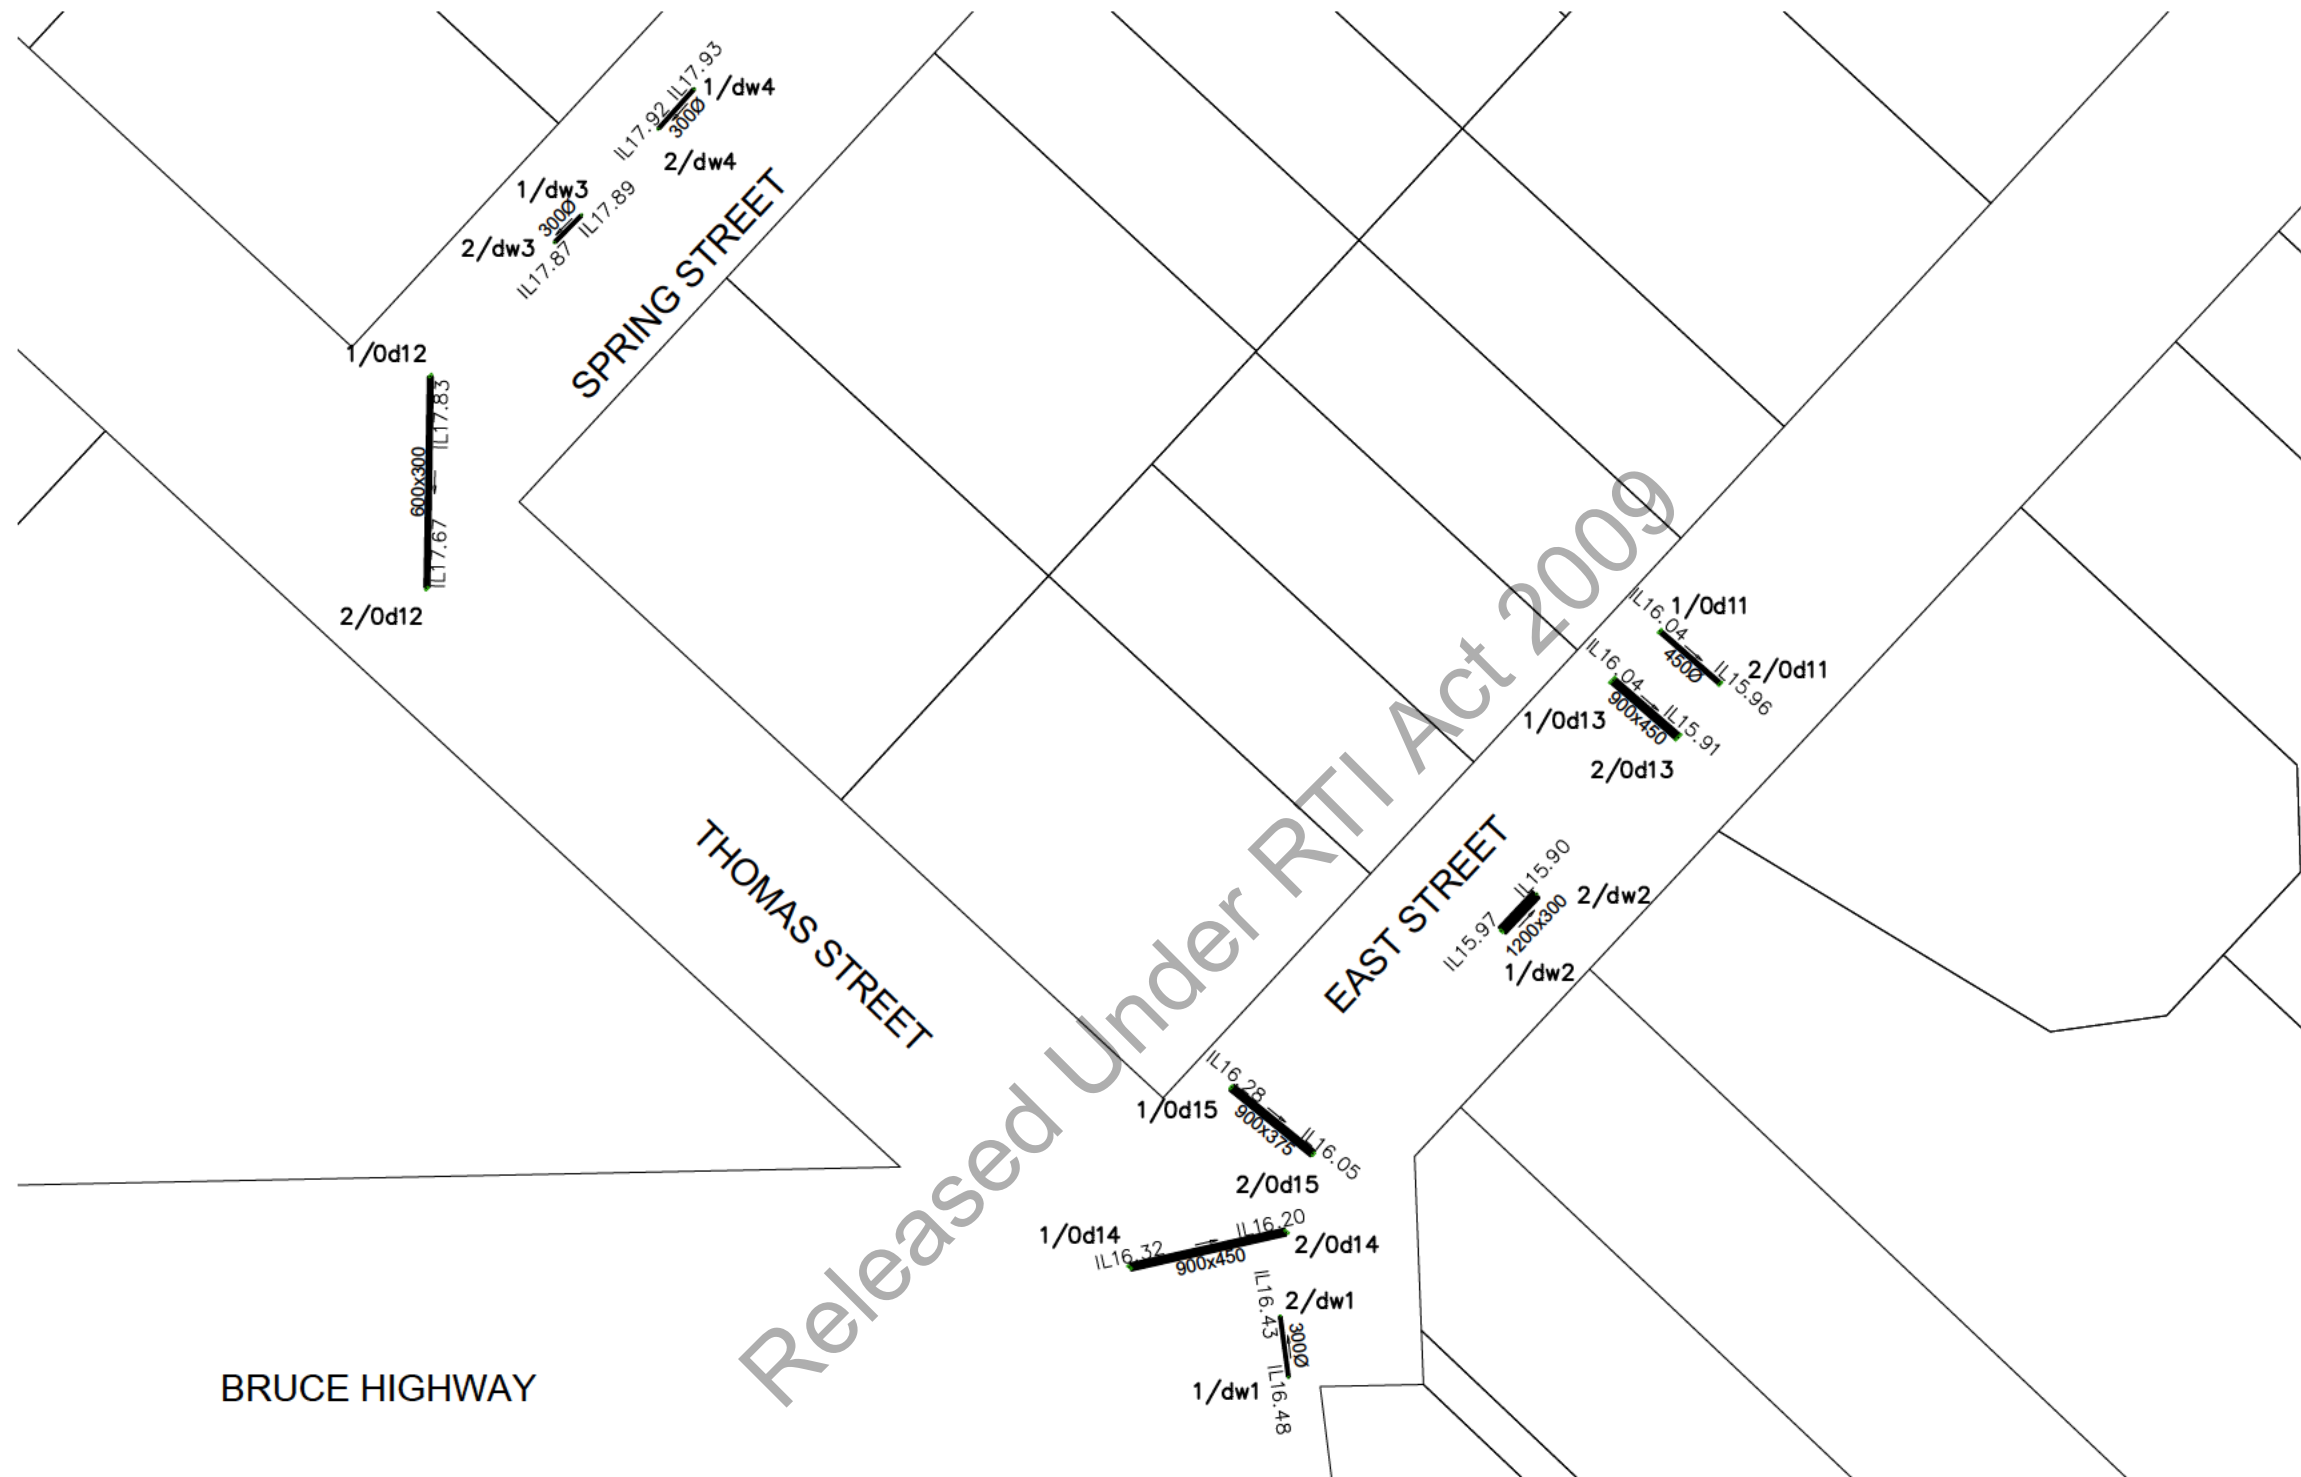 IL17.93
1/dw4
300Ø
IL17.92
2/dw4
1/dw3
300Ø
IL17.89
2/dw3
IL17.87
SPRING STREET
1/0d12
IL17.83
600x300
IL17.67
2/0d12
1/0d11
IL16.04
450Ø
2/0d11
IL15.96
IL16.04
1/0d13
900x450
IL15.91
2/0d13
THOMAS STREET
EAST STREET
IL15.90
2/dw2
IL15.97
1200x300
1/dw2
IL16.28
1/0d15
900x375
IL16.05
2/0d15
1/0d14
IL16.32
900x450
IL16.20
2/0d14
IL16.43
2/dw1
300Ø
1/dw1
IL16.48
BRUCE HIGHWAY
Released Under RTI Act 2009